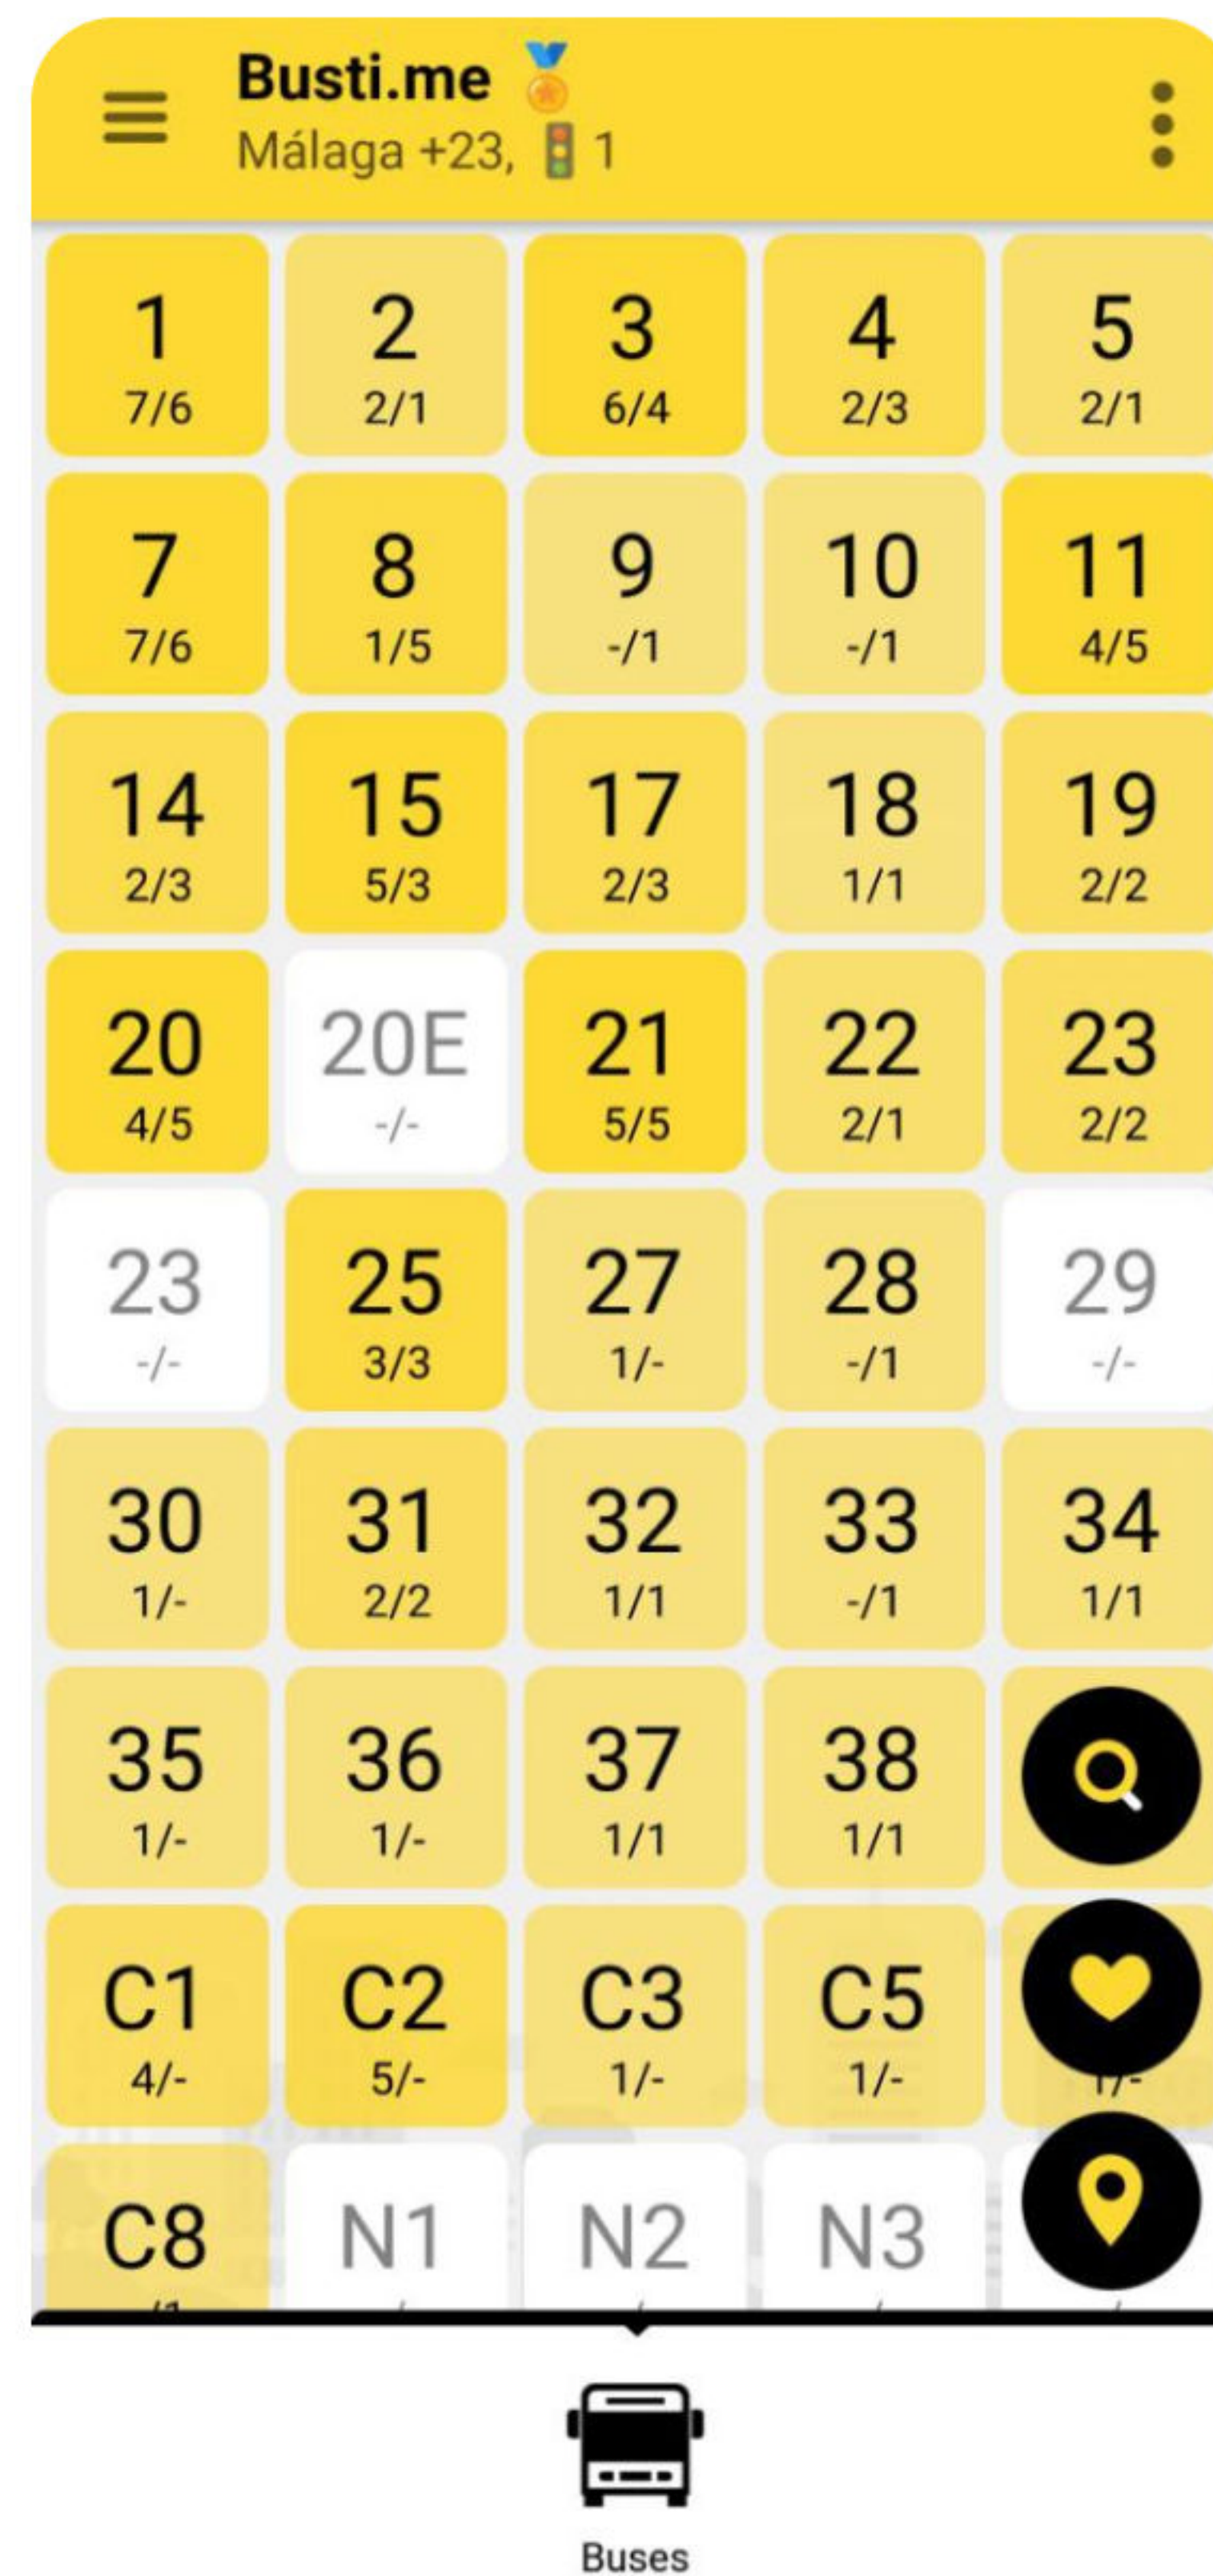 Busti.me
Málaga +23, 1
1 2 3 4 5
7/6 2/1 6/4 2/3 2/1
7 8 9 10 11
7/6 1/5 -/1 -/1 4/5
14 15 17 18 19
2/3 5/3 2/3 1/1 2/2
20 20E 21 22 23
4/5 -/- 5/5 2/1 2/2
23 25 27 28 29
-/- 3/3 1/- -/1 -/-
30 31 32 33 34
1/- 2/2 1/1 -/1 1/1
35 36 37 38
1/- 1/- 1/1 1/1
C1 C2 C3 C5
4/- 5/- 1/- 1/-
C8 N1 N2 N3
Buses